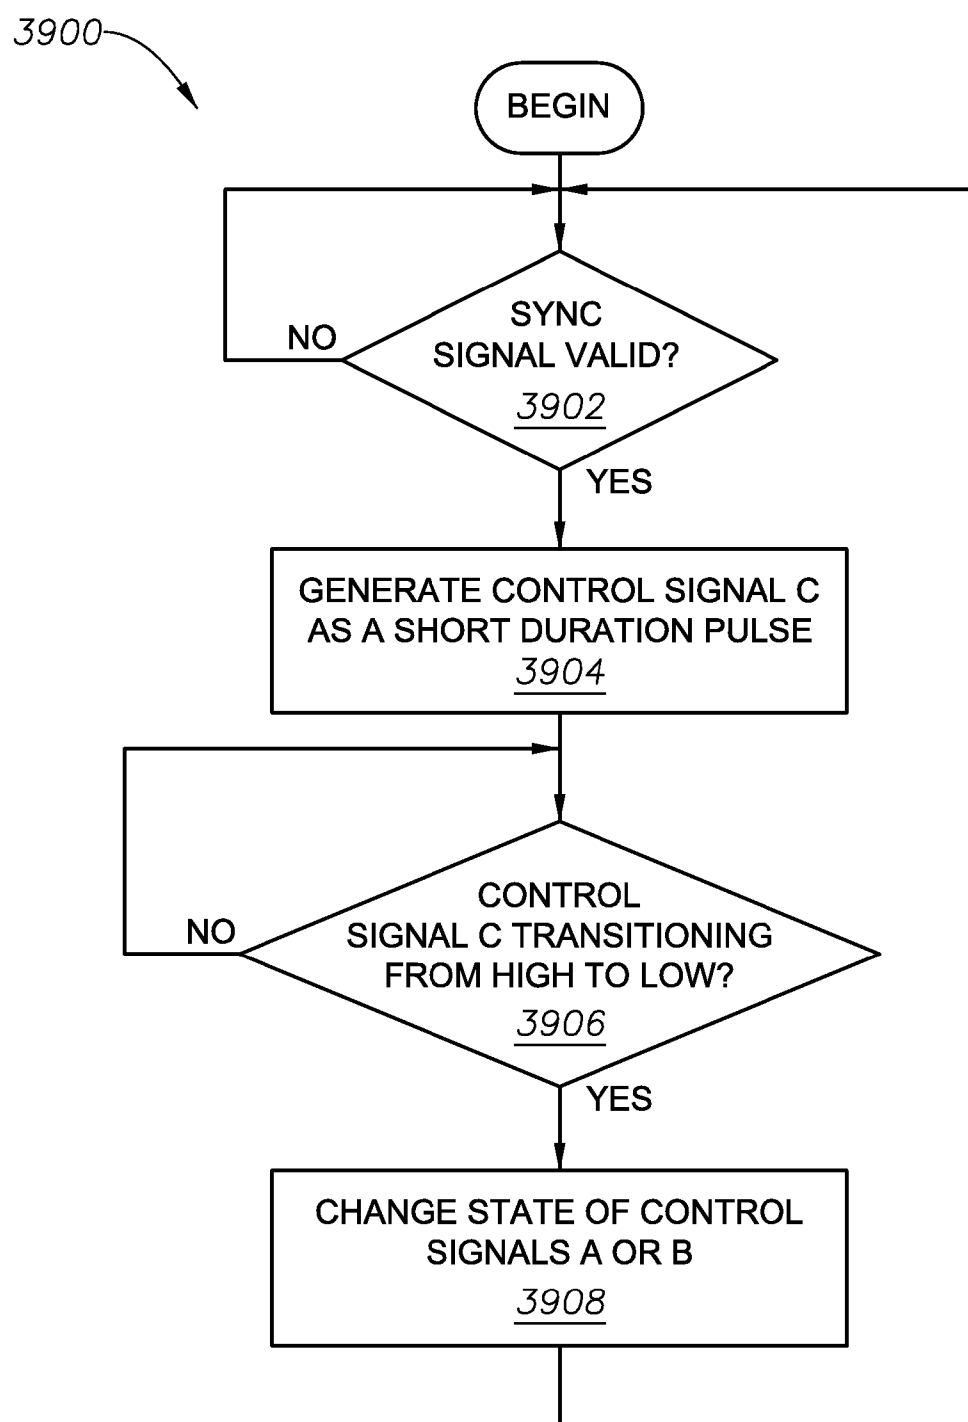 3900
BEGIN
SYNC
SIGNAL VALID?
3902
NO
YES
GENERATE CONTROL SIGNAL C
AS A SHORT DURATION PULSE
3904
CONTROL
SIGNAL C TRANSITIONING
FROM HIGH TO LOW?
3906
NO
YES
CHANGE STATE OF CONTROL
SIGNALS A OR B
3908